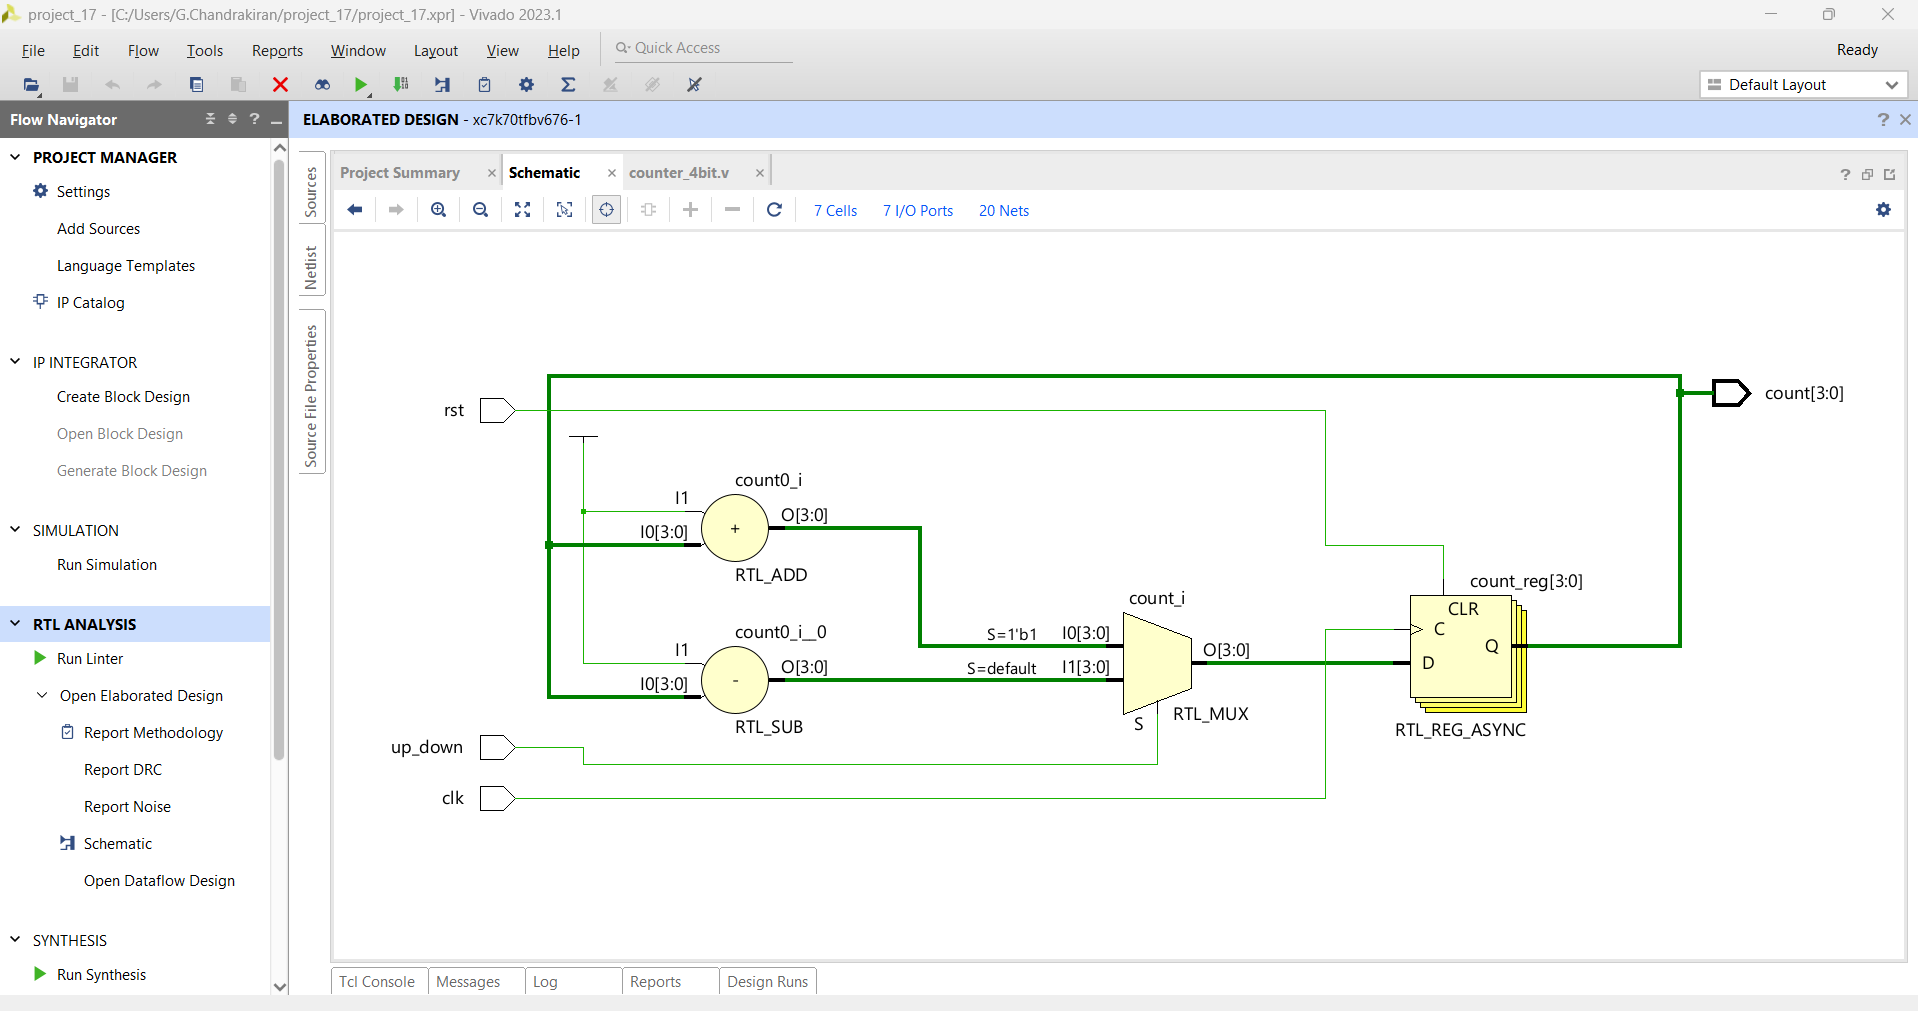 project_17 - [C:/Users/G.Chandrakiran/project_17/project_17.xpr] - Vivado 2023.1
File Edit Flow Tools Reports Window Layout View Help Quick Access Ready
Default Layout
Flow Navigator
ELABORATED DESIGN - xc7k70tfbv676-1
PROJECT MANAGER
Settings
Add Sources
Language Templates
IP Catalog
IP INTEGRATOR
Create Block Design
Open Block Design
Generate Block Design
SIMULATION
Run Simulation
RTL ANALYSIS
Run Linter
Open Elaborated Design
Report Methodology
Report DRC
Report Noise
Schematic
Open Dataflow Design
SYNTHESIS
Run Synthesis
Sources
Netlist
Source File Properties
Project Summary Schematic counter_4bit.v
7 Cells 7 I/O Ports 20 Nets
rst
count[3:0]
count0_i
I1
O[3:0]
I0[3:0]
+
RTL_ADD
count0_i__0
I1
O[3:0]
I0[3:0]
-
RTL_SUB
count_i
S=1'b1 I0[3:0]
S=default I1[3:0]
O[3:0]
S
RTL_MUX
count_reg[3:0]
CLR
C
Q
D
RTL_REG_ASYNC
up_down
clk
Tcl Console Messages Log Reports Design Runs